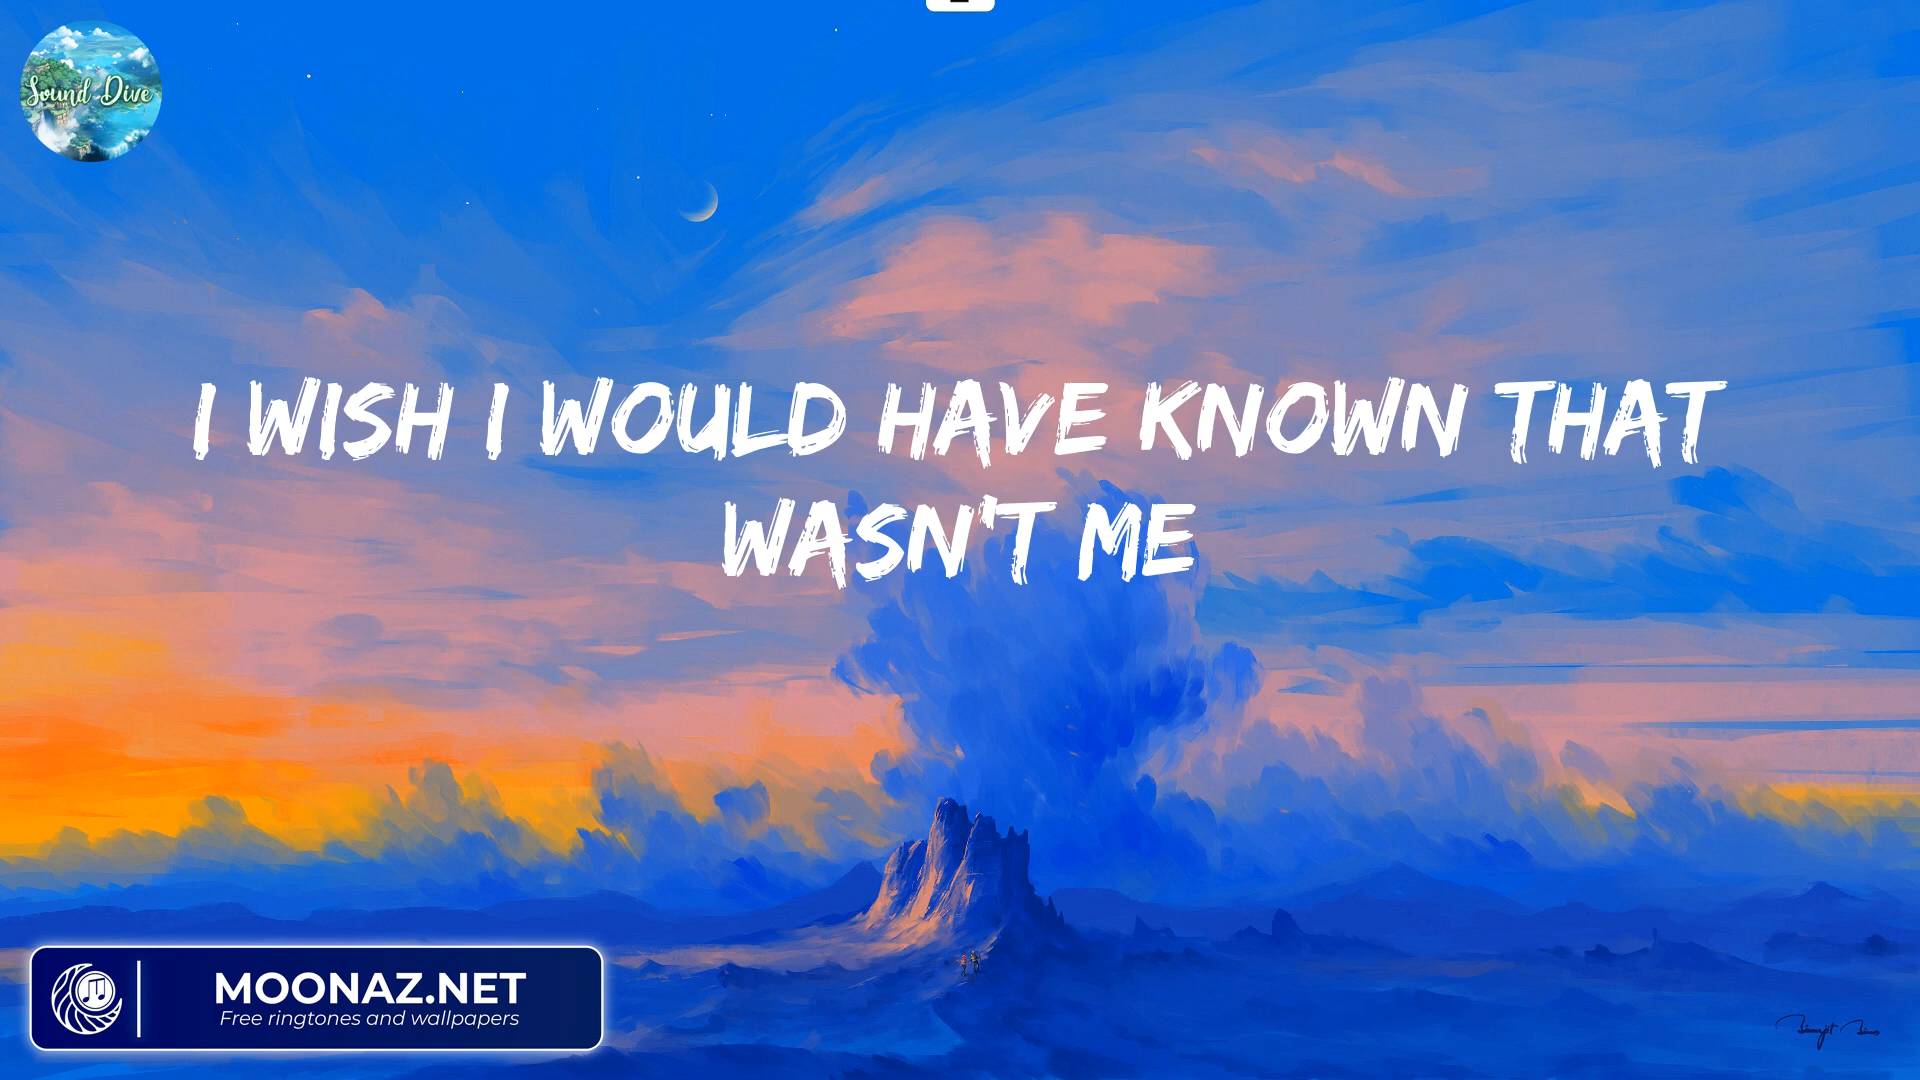 Sound Dive
I WISH I WOULD HAVE KNOWN THAT
WASN'T ME
MOONAZ.NET
Free ringtones and wallpapers